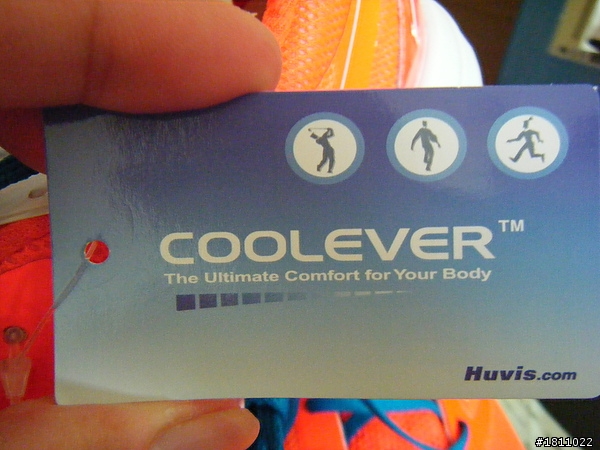 COOLEVER™
The Ultimate Comfort for Your Body
Huvis.com
#1811022